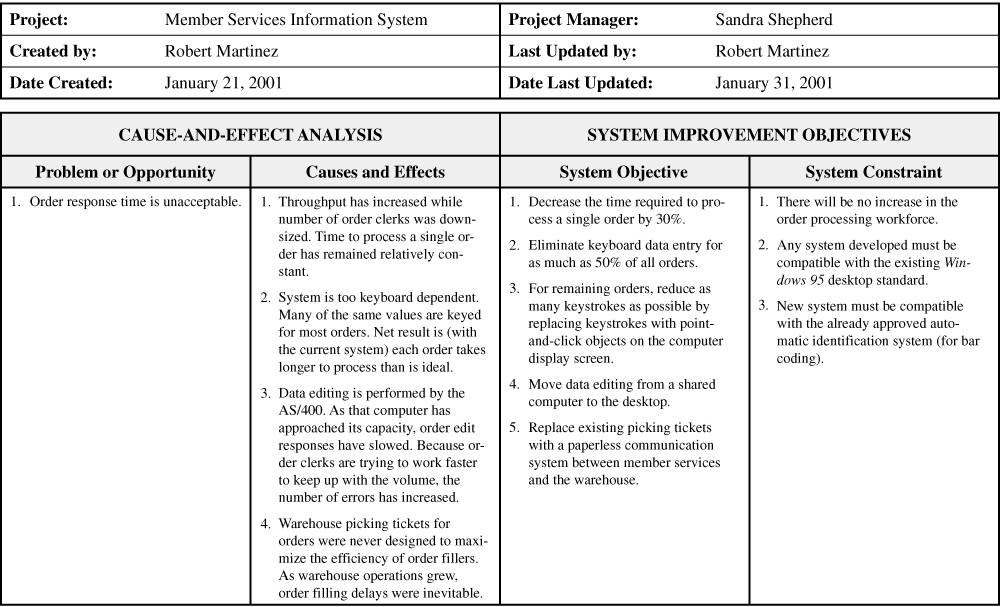 Project: Member Services Information System Project Manager: Sandra Shepherd
Created by: Robert Martinez Last Updated by: Robert Martinez
Date Created: January 21, 2001 Date Last Updated: January 31, 2001
CAUSE-AND-EFFECT ANALYSIS SYSTEM IMPROVEMENT OBJECTIVES
Problem or Opportunity Causes and Effects System Objective System Constraint
1. Order response time is unacceptable.
1. Throughput has increased while
number of order clerks was down-
sized. Time to process a single or-
der has remained relatively con-
stant.
2. System is too keyboard dependent.
Many of the same values are keyed
for most orders. Net result is (with
the current system) each order takes
longer to process than is ideal.
3. Data editing is performed by the
AS/400. As that computer has
approached its capacity, order edit
responses have slowed. Because or-
der clerks are trying to work faster
to keep up with the volume, the
number of errors has increased.
4. Warehouse picking tickets for
orders were never designed to maxi-
mize the efficiency of order fillers.
As warehouse operations grew,
order filling delays were inevitable.
1. Decrease the time required to pro-
cess a single order by 30%.
2. Eliminate keyboard data entry for
as much as 50% of all orders.
3. For remaining orders, reduce as
many keystrokes as possible by
replacing keystrokes with point-
and-click objects on the computer
display screen.
4. Move data editing from a shared
computer to the desktop.
5. Replace existing picking tickets
with a paperless communication
system between member services
and the warehouse.
1. There will be no increase in the
order processing workforce.
2. Any system developed must be
compatible with the existing Win-
dows 95 desktop standard.
3. New system must be compatible
with the already approved auto-
matic identification system (for bar
coding).